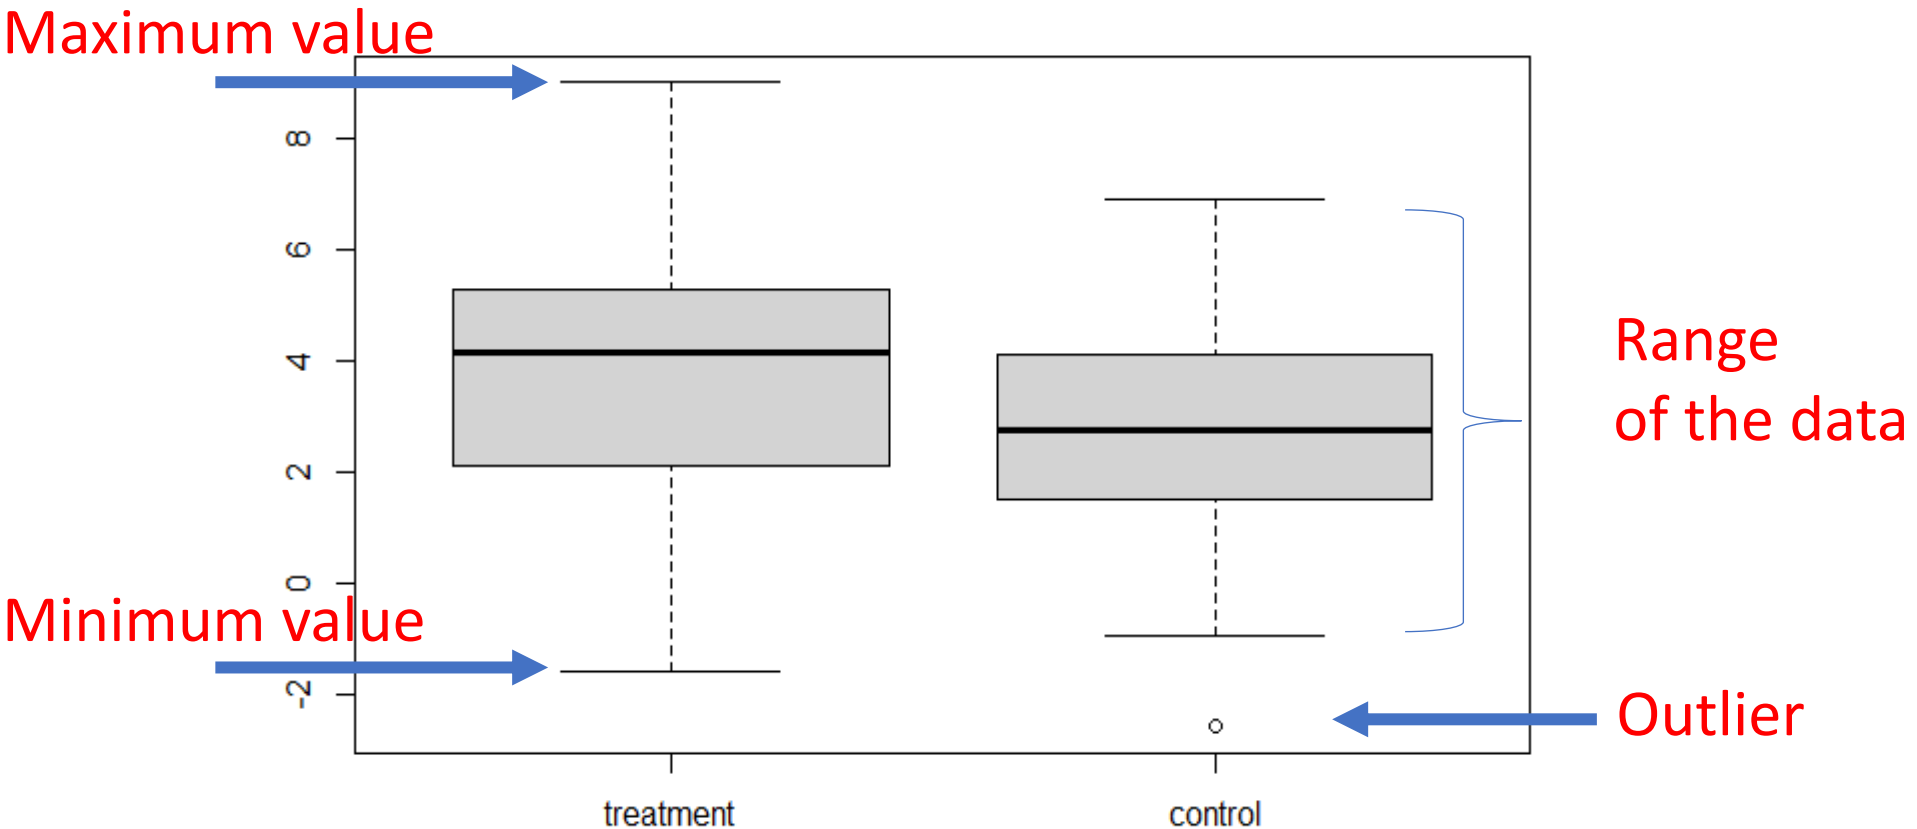 Maximum value
8
6
4
2
0
-2
Minimum value
Range
of the data
Outlier
treatment
control